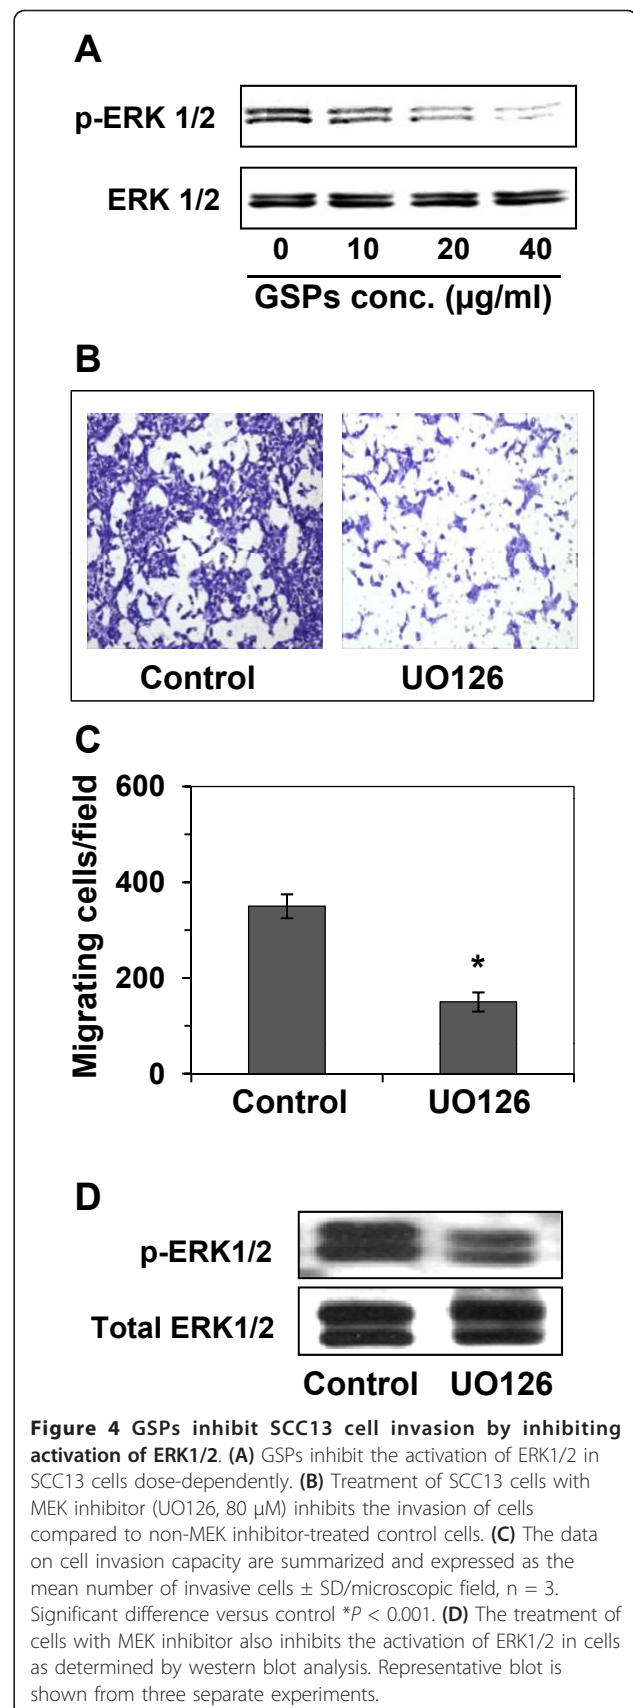 A
p-ERK 1/2
ERK 1/2
0 10 20 40
GSPs conc. (µg/ml)
B
Control UO126
C
Migrating cells/field
600
400
200
0
*
Control UO126
D
p-ERK1/2
Total ERK1/2
Control UO126
Figure 4 GSPs inhibit SCC13 cell invasion by inhibiting
activation of ERK1/2. (A) GSPs inhibit the activation of ERK1/2 in
SCC13 cells dose-dependently. (B) Treatment of SCC13 cells with
MEK inhibitor (UO126, 80 µM) inhibits the invasion of cells
compared to non-MEK inhibitor-treated control cells. (C) The data
on cell invasion capacity are summarized and expressed as the
mean number of invasive cells ± SD/microscopic field, n = 3.
Significant difference versus control *P < 0.001. (D) The treatment of
cells with MEK inhibitor also inhibits the activation of ERK1/2 in cells
as determined by western blot analysis. Representative blot is
shown from three separate experiments.